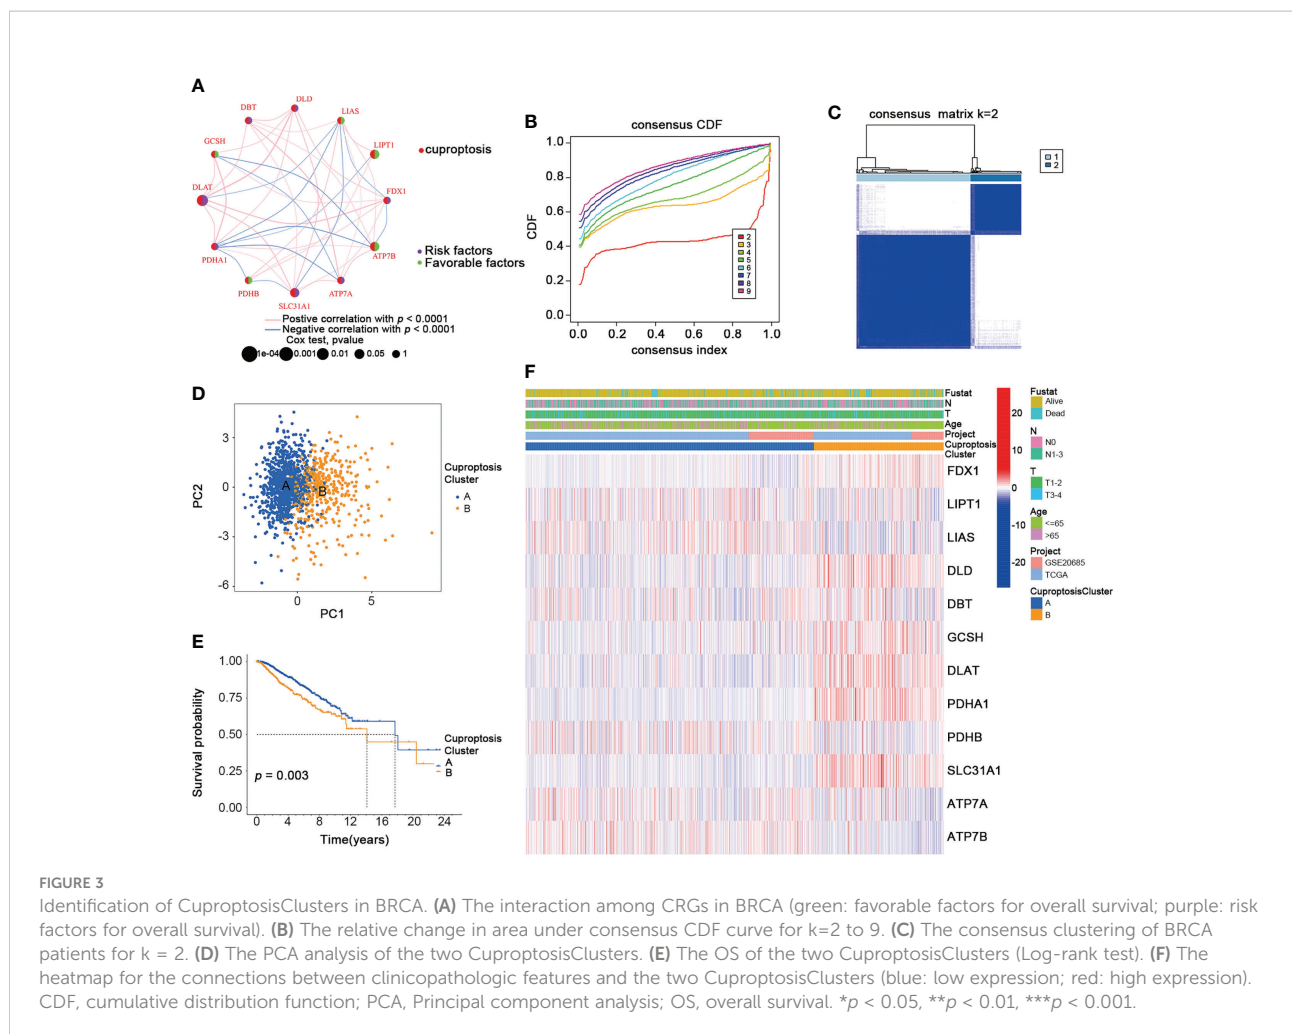 A
DLD
DBT
LIAS
GCSH
LIPT1
cuproptosis
DLAT
FDX1
PDHA1
ATP7B
Risk factors
Favorable factors
PDHB
ATP7A
SLC31A1
Postive correlation with p < 0.0001
Negative correlation with p < 0.0001
Cox test, pvalue
1e-04 0.001 0.01 0.05 1
B
consensus CDF
1.0
0.8
0.6
0.4
0.2
0.0
CDF
2
3
4
5
6
7
8
9
0.0 0.2 0.4 0.6 0.8 1.0
consensus index
C
consensus matrix k=2
1
2
D
3
0
-3
-6
PC2
A
B
0 5
PC1
Cuproptosis
Cluster
A
B
E
1.00
0.75
0.50
0.25
0.00
Survival probability
p = 0.003
0 4 8 12 16 20 24
Time(years)
Cuproptosis
Cluster
A
B
F
Fustat
N
T
Age
Project
Cuproptosis
Cluster
FDX1
LIPT1
LIAS
DLD
DBT
GCSH
DLAT
PDHA1
PDHB
SLC31A1
ATP7A
ATP7B
20
10
0
-10
-20
Fustat
Alive
Dead
N
N0
N1-3
T
T1-2
T3-4
Age
<=65
>65
Project
GSE20685
TCGA
CuproptosisCluster
A
B
FIGURE 3
Identification of CuproptosisClusters in BRCA. (A) The interaction among CRGs in BRCA (green: favorable factors for overall survival; purple: risk
factors for overall survival). (B) The relative change in area under consensus CDF curve for k=2 to 9. (C) The consensus clustering of BRCA
patients for k = 2. (D) The PCA analysis of the two CuproptosisClusters. (E) The OS of the two CuproptosisClusters (Log-rank test). (F) The
heatmap for the connections between clinicopathologic features and the two CuproptosisClusters (blue: low expression; red: high expression).
CDF, cumulative distribution function; PCA, Principal component analysis; OS, overall survival. *p < 0.05, **p < 0.01, ***p < 0.001.